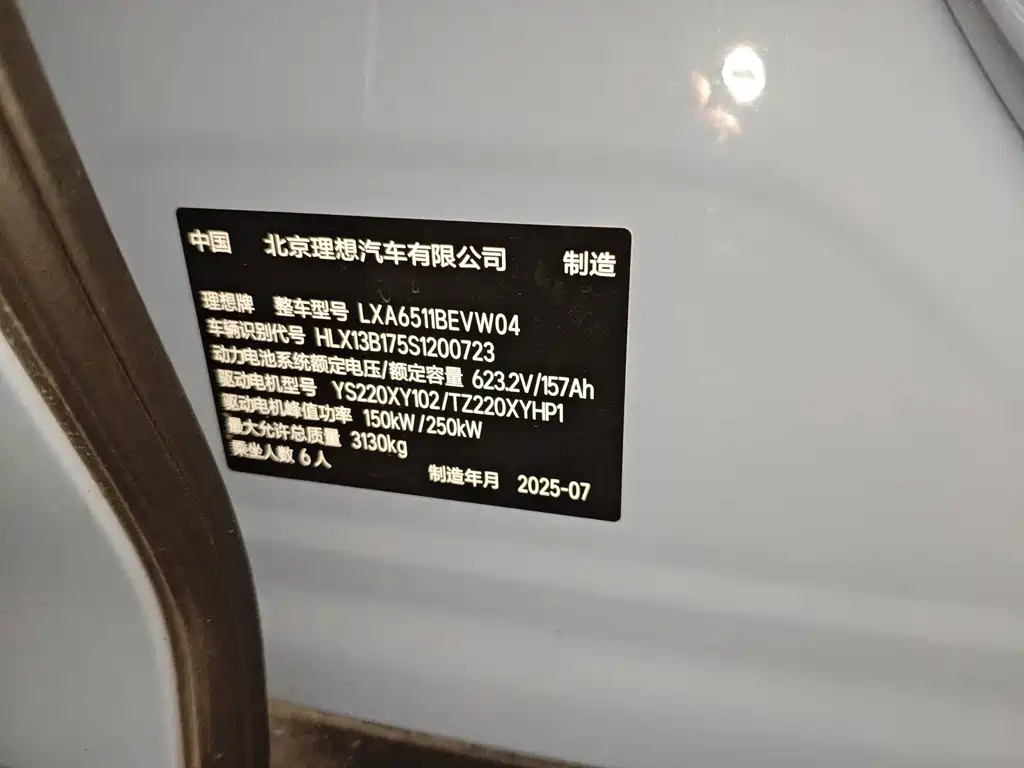 中国 北京理想汽车有限公司 制造
理想牌 整车型号 LXA6511BEVW04
车辆识别代号 HLX13B175S1200723
动力电池系统额定电压/额定容量 623.2V/157Ah
驱动电机型号 YS220XY102/TZ220XYHP1
驱动电机峰值功率 150kW/250kW
最大允许总质量 3130kg
乘坐人数 6人 制造年月 2025-07